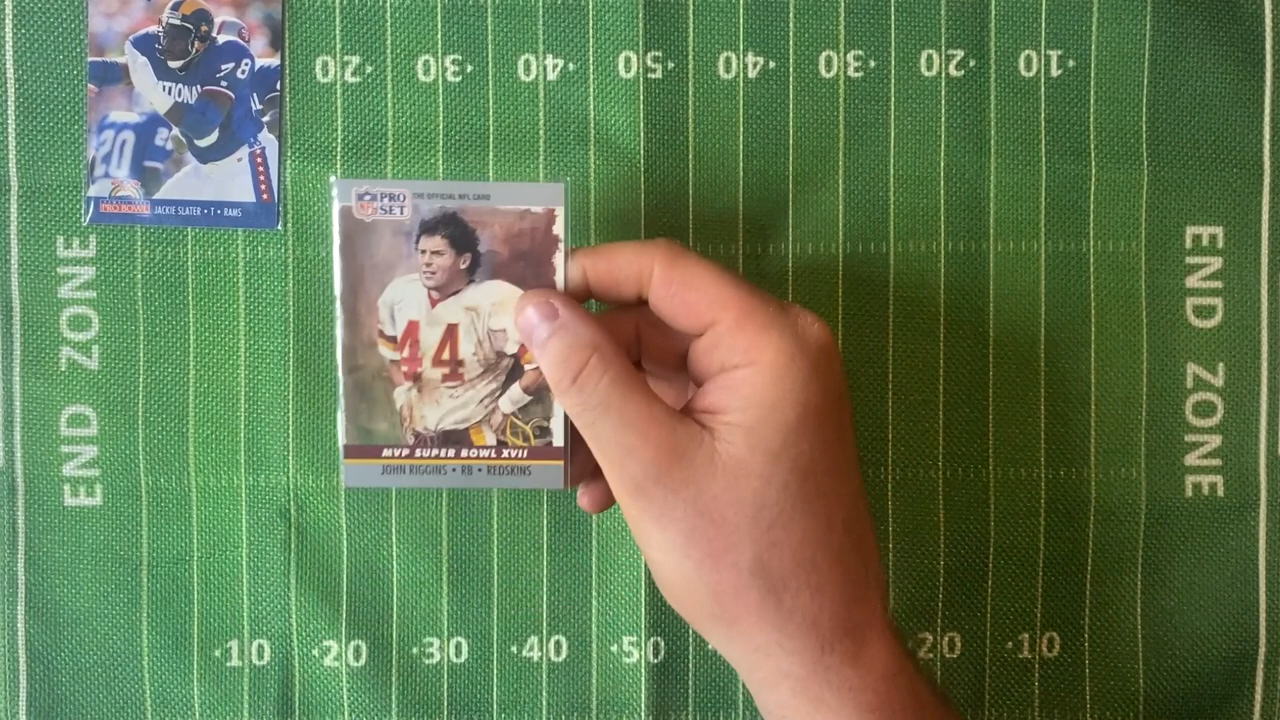 78
NATIONAL
20
PRO BOWL
JACKIE SLATER • T • RAMS
20 30 40 50 40 30 20 10
NFL PRO SET
THE OFFICIAL NFL CARD
44
MVP SUPER BOWL XVII
JOHN RIGGINS • RB • REDSKINS
END ZONE
END ZONE
10 20 30 40 50 20 10